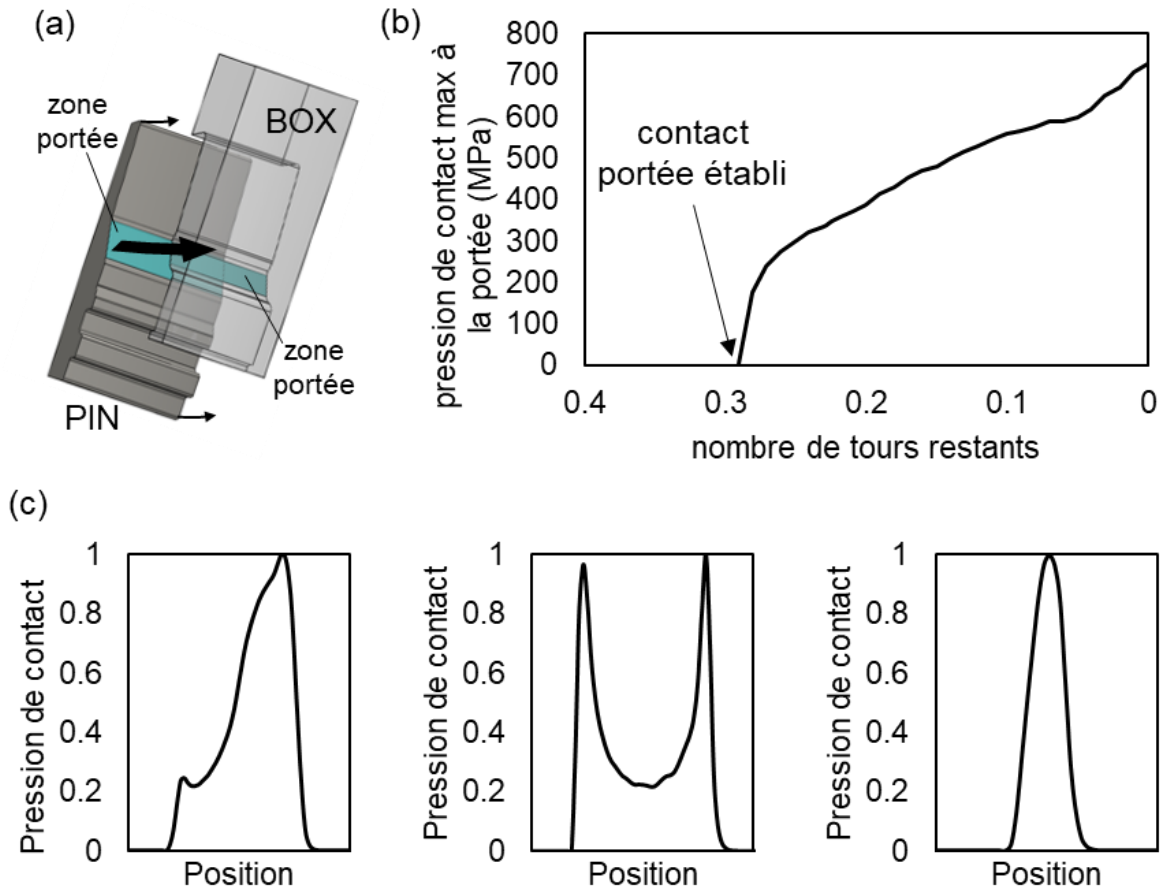 (a)
zone
portée
BOX
zone
portée
PIN
(b)
pression de contact max à
la portée (MPa)
800
700
600
500
400
300
200
100
0
contact
portée établi
0.4
0.3
0.2
0.1
0
nombre de tours restants
(c)
Pression de contact
1
0.8
0.6
0.4
0.2
0
Position
Pression de contact
1
0.8
0.6
0.4
0.2
0
Position
Pression de contact
1
0.8
0.6
0.4
0.2
0
Position